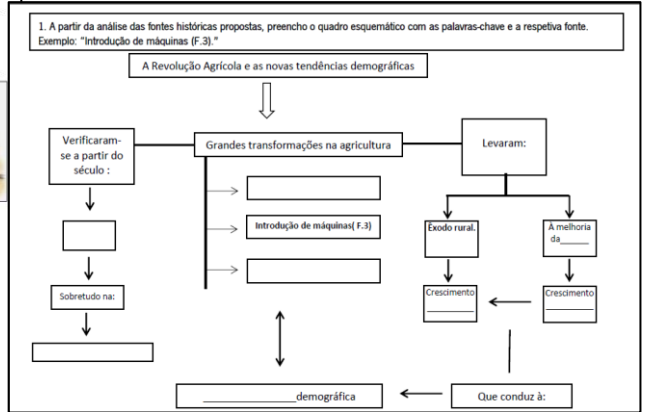 1. A partir da análise das fontes históricas propostas, preencho o quadro esquemático com as palavras-chave e a respetiva fonte.
Exemplo: "Introdução de máquinas (F.3)."
A Revolução Agrícola e as novas tendências demográficas
Verificaram-
se a partir do
século :
Grandes transformações na agricultura
Levaram:
Introdução de máquinas( F.3)
Êxodo rural.
À melhoria
da______
Sobretudo na:
Crescimento
_________
Crescimento
_________
________________demográfica
Que conduz à: